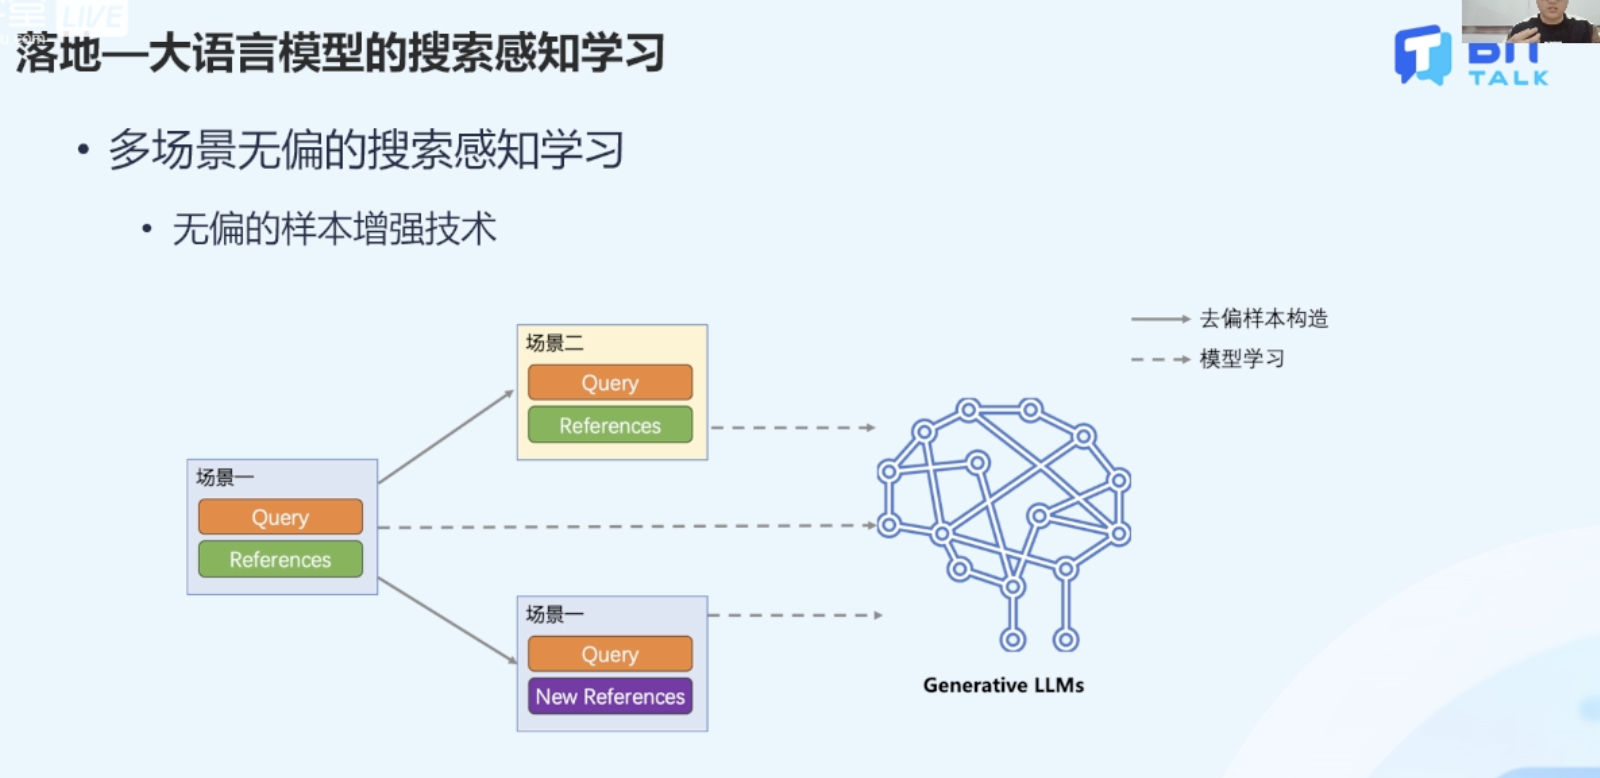 LIVE
落地—大语言模型的搜索感知学习
TALK
• 多场景无偏的搜索感知学习
• 无偏的样本增强技术
去偏样本构造
模型学习
场景二
Query
References
场景一
Query
References
场景一
Query
New References
Generative LLMs